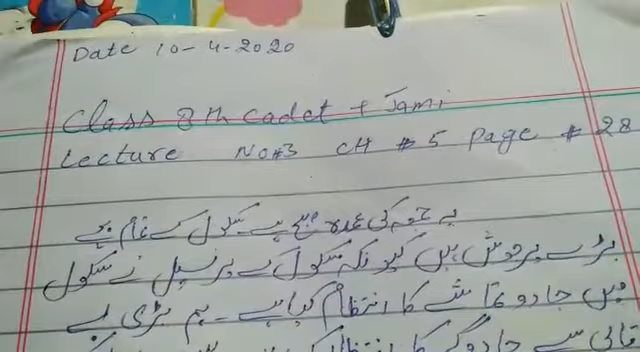 Date 10-4-2020
Class 8th cadet + Jami
Lecture No#3 CH # 5 Page # 28
یہ جمعہ کی عمدہ صبح ہے۔ سکول کے تمام بچے
بڑے پرجوش ہیں کیونکہ سکول کے پرنسپل نے سکول
میں جادو تماشے کا انتظام کیا ہے۔ ہم بڑی بے
تابی سے جادوگر کا انتظار